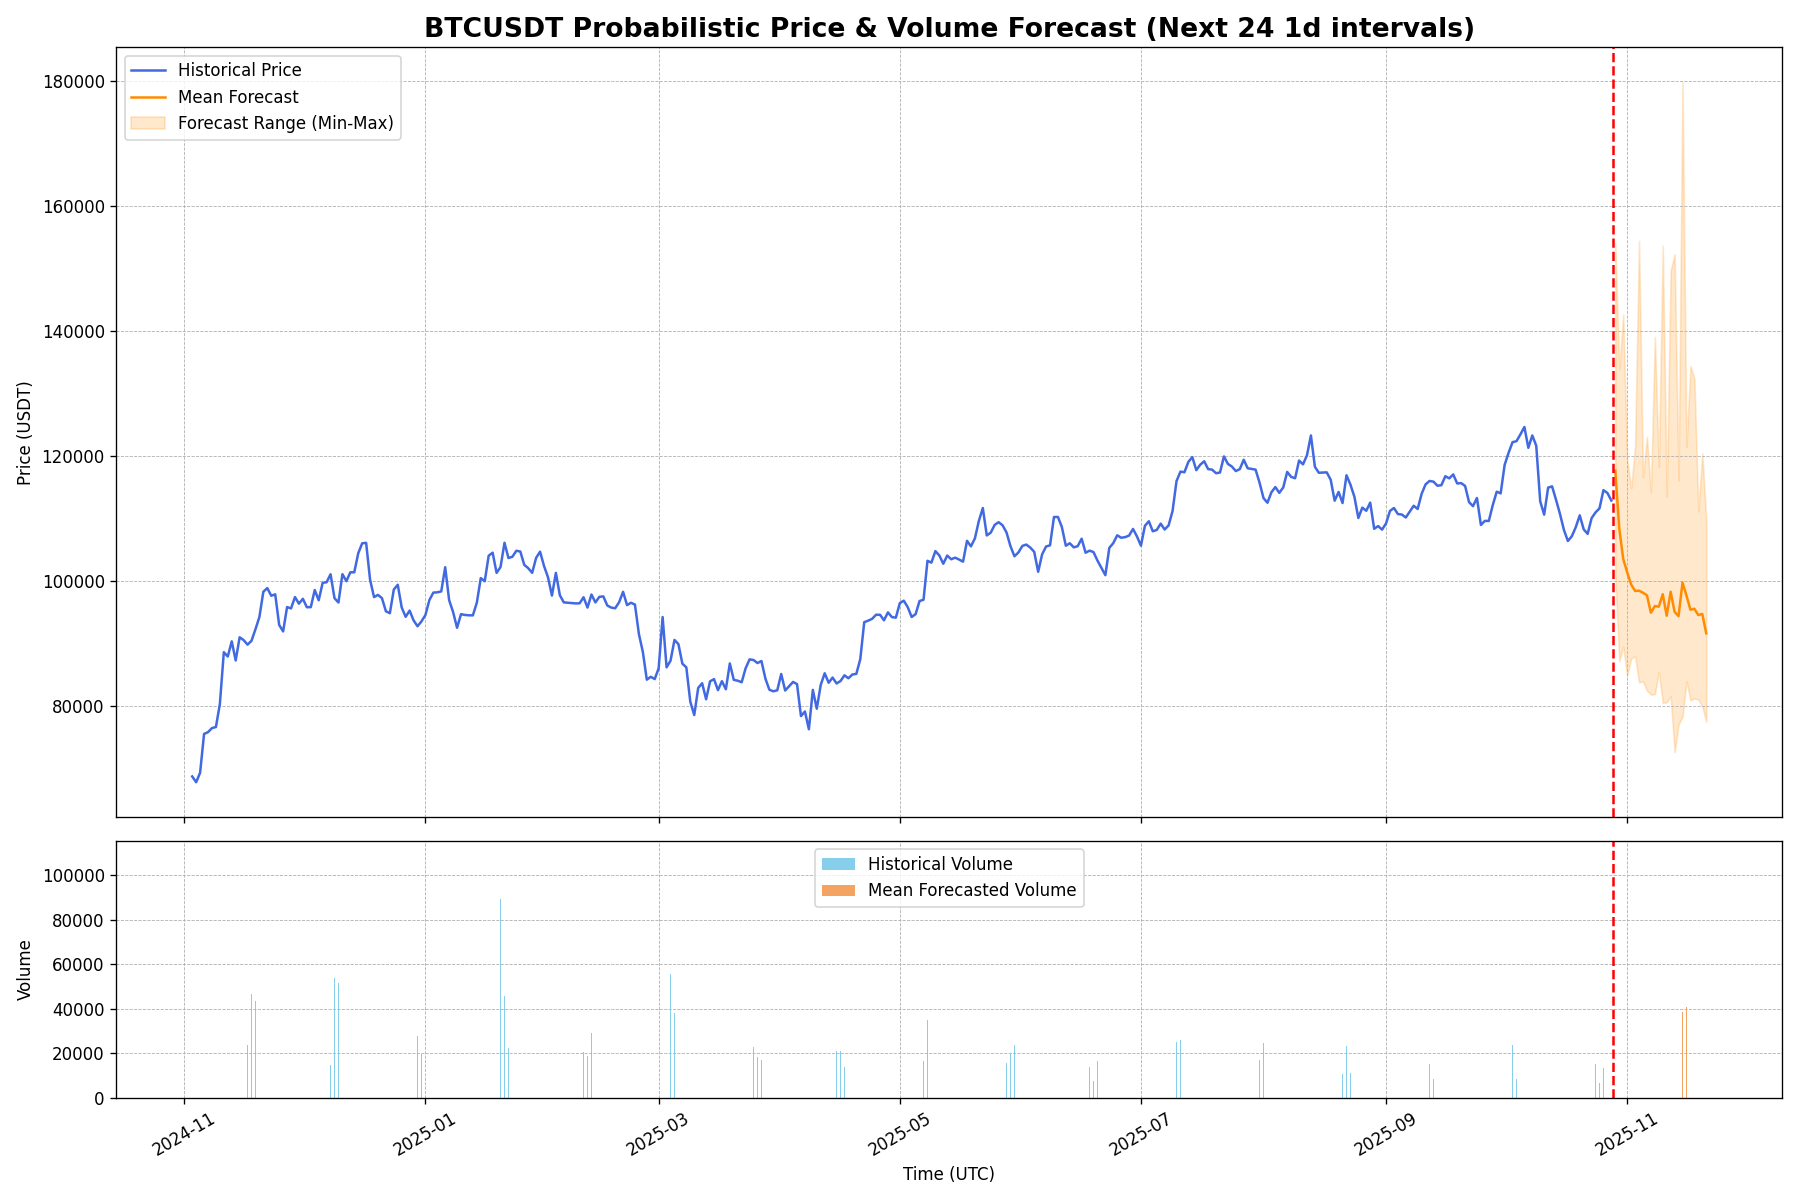 BTCUSDT Probabilistic Price & Volume Forecast (Next 24 1d intervals)
Historical Price
Mean Forecast
Forecast Range (Min-Max)
Price (USDT)
180000
160000
140000
120000
100000
80000
Historical Volume
Mean Forecasted Volume
Volume
100000
80000
60000
40000
20000
0
2024-11
2025-01
2025-03
2025-05
2025-07
2025-09
2025-11
Time (UTC)